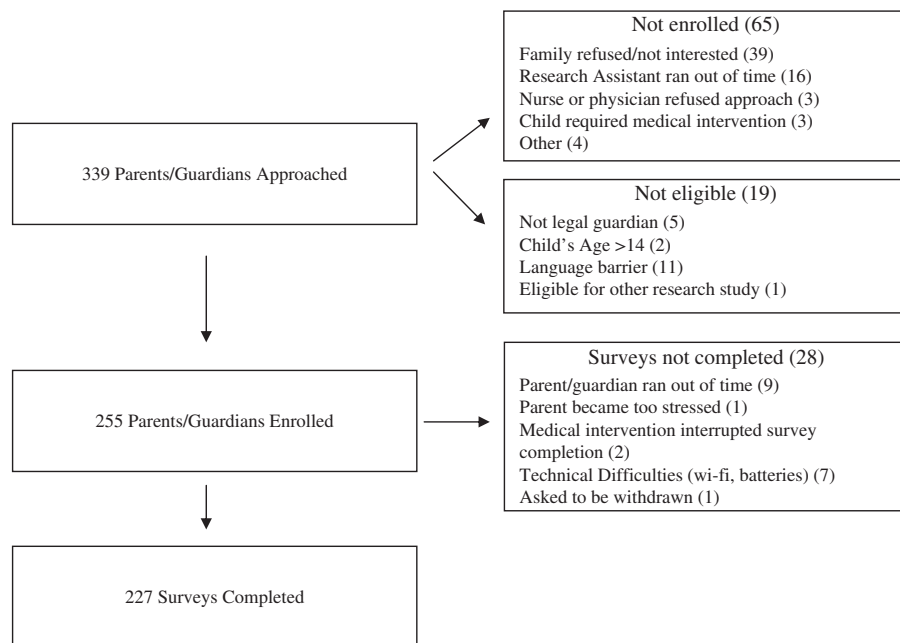 Not enrolled (65)
Family refused/not interested (39)
Research Assistant ran out of time (16)
Nurse or physician refused approach (3)
Child required medical intervention (3)
Other (4)
339 Parents/Guardians Approached
Not eligible (19)
Not legal guardian (5)
Child’s Age >14 (2)
Language barrier (11)
Eligible for other research study (1)
Surveys not completed (28)
Parent/guardian ran out of time (9)
Parent became too stressed (1)
Medical intervention interrupted survey
completion (2)
Technical Difficulties (wi-fi, batteries) (7)
Asked to be withdrawn (1)
255 Parents/Guardians Enrolled
227 Surveys Completed